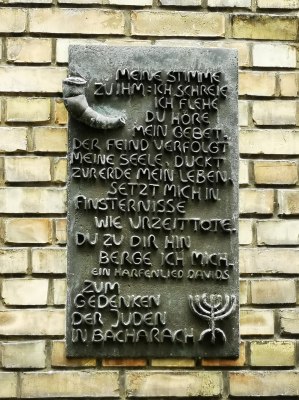 MEINE STIMME
ZU IHM: ICH SCHREIE
ICH FLEHE
DU HÖRE
MEIN GEBET.
DER FEIND VERFOLGT
MEINE SEELE, DUCKT
ZUR ERDE MEIN LEBEN.
SETZT MICH IN
FINSTERNISSE
WIE URZEITTOTE.
DU ZU DIR HIN
BERGE ICH MICH.
EIN HARFENLIED DAVIDS
ZUM
GEDENKEN
DER JUDEN
IN BACHARACH